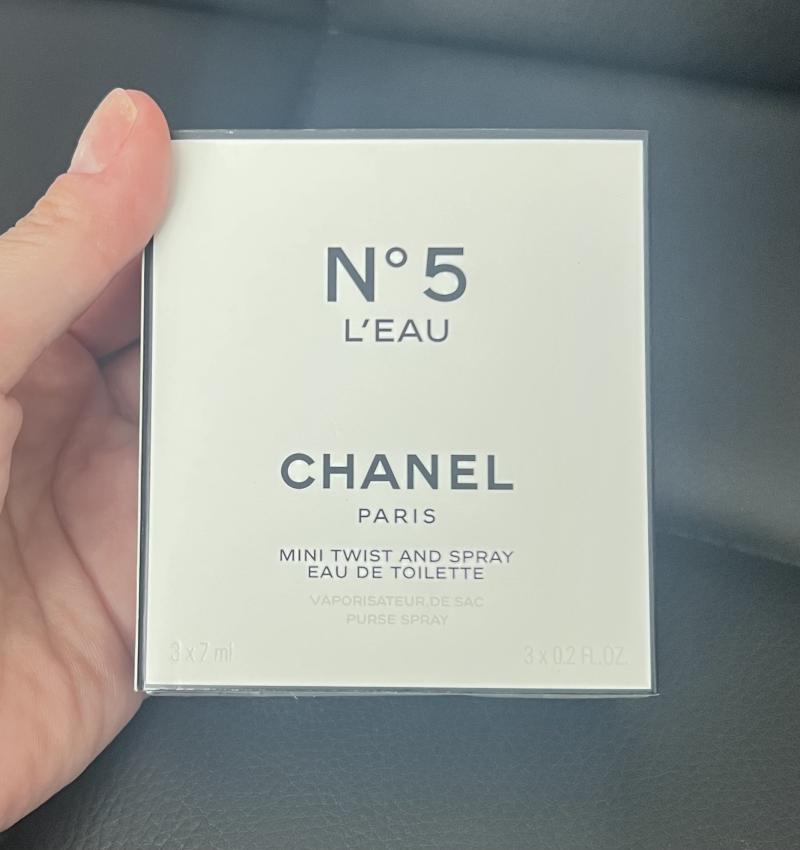 N° 5
L'EAU
CHANEL
PARIS
MINI TWIST AND SPRAY
EAU DE TOILETTE
VAPORISATEUR DE SAC
PURSE SPRAY
3 x 7 ml
3 x 0.2 FL.OZ.